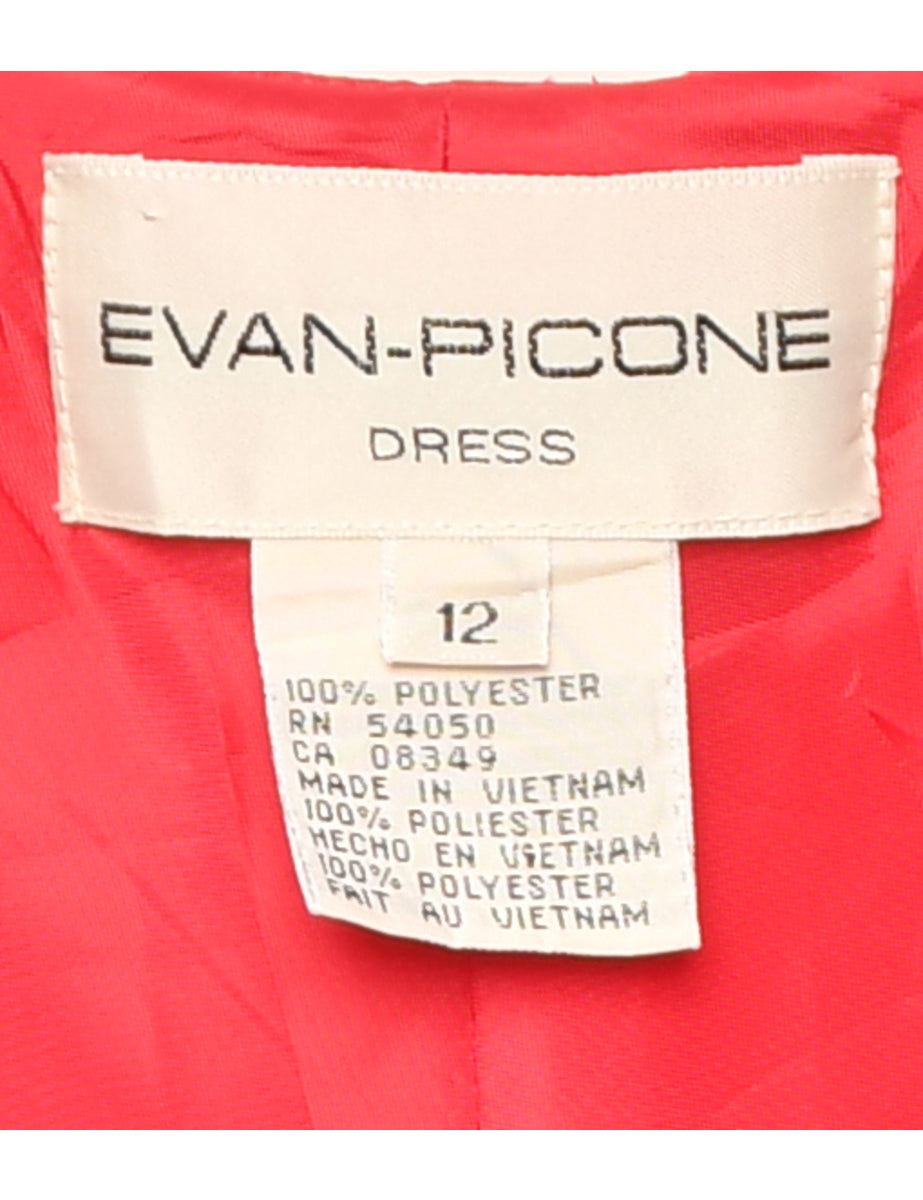 EVAN-PICONE
DRESS
12
100% POLYESTER
RN 54050
CA 08349
MADE IN VIETNAM
100% POLIESTER
HECHO EN VIETNAM
100% POLYESTER
FAIT AU VIETNAM